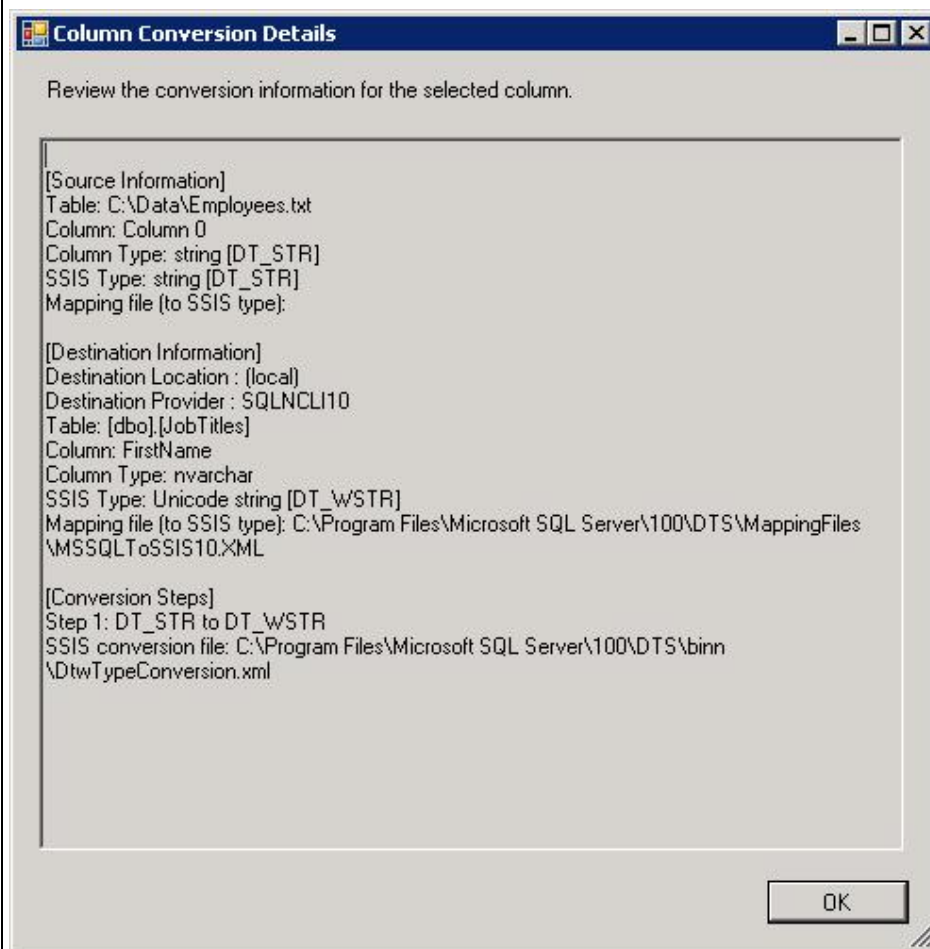 Column Conversion Details
Review the conversion information for the selected column.
[Source Information]
Table: C:\Data\Employees.txt
Column: Column 0
Column Type: string [DT_STR]
SSIS Type: string [DT_STR]
Mapping file (to SSIS type):
[Destination Information]
Destination Location : (local)
Destination Provider : SQLNCLI10
Table: [dbo].[JobTitles]
Column: FirstName
Column Type: nvarchar
SSIS Type: Unicode string [DT_WSTR]
Mapping file (to SSIS type): C:\Program Files\Microsoft SQL Server\100\DTS\MappingFiles
\MSSQLToSSIS10.XML
[Conversion Steps]
Step 1: DT_STR to DT_WSTR
SSIS conversion file: C:\Program Files\Microsoft SQL Server\100\DTS\binn
\DtwTypeConversion.xml
OK